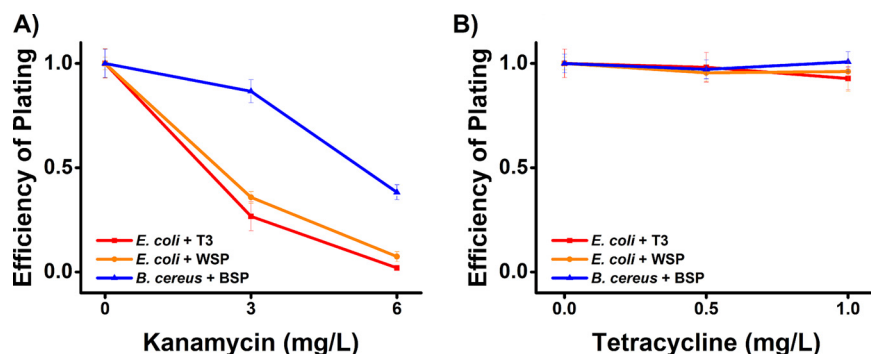 A)
Efficiency of Plating
1.0
0.5
0.0
E. coli + T3
E. coli + WSP
B. cereus + BSP
0
3
6
Kanamycin (mg/L)
B)
Efficiency of Plating
1.0
0.5
0.0
E. coli + T3
E. coli + WSP
B. cereus + BSP
0.0
0.5
1.0
Tetracycline (mg/L)